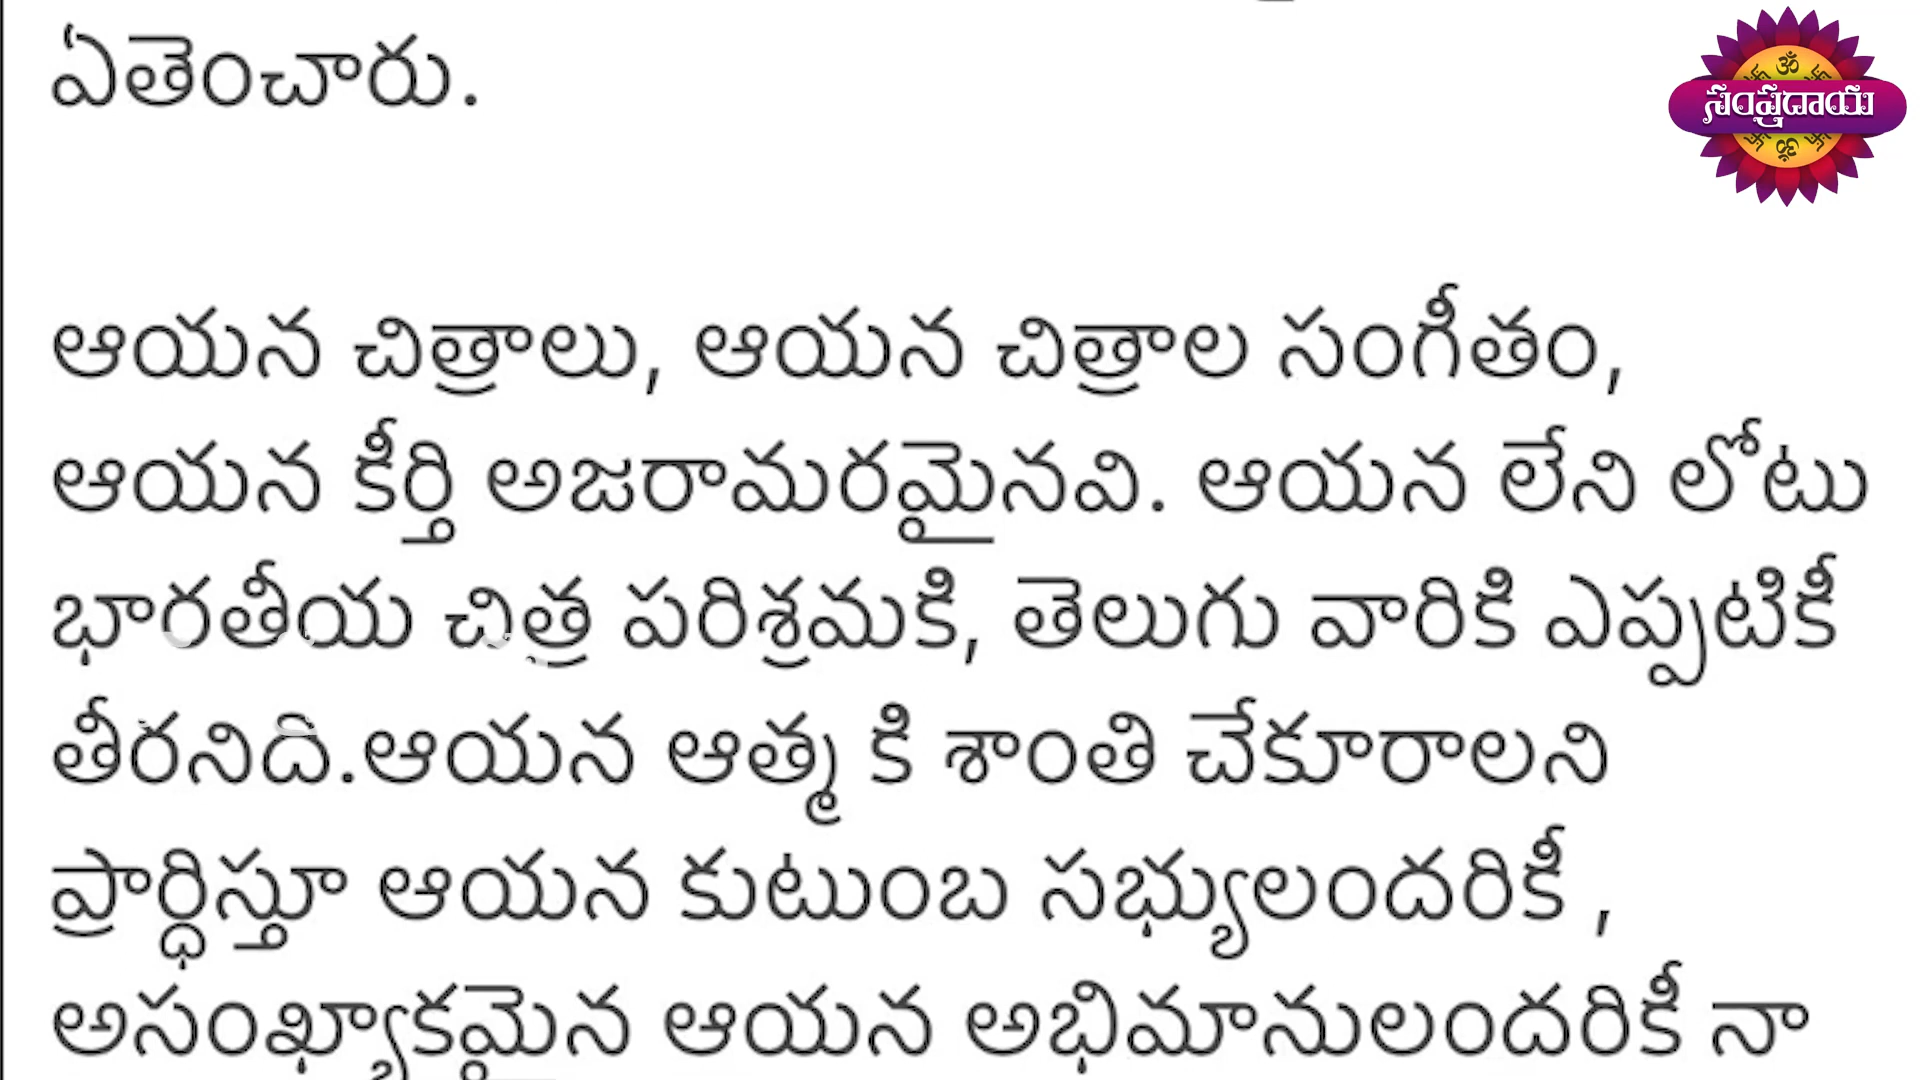 ఏతెంచారు.
సంప్రదాయ
ఆయన చిత్రాలు, ఆయన చిత్రాల సంగీతం,
ఆయన కీర్తి అజరామరమైనవి. ఆయన లేని లోటు
భారతీయ చిత్ర పరిశ్రమకి, తెలుగు వారికి ఎప్పటికీ
తీరనిది.ఆయన ఆత్మ కి శాంతి చేకూరాలని
ప్రార్ధిస్తూ ఆయన కుటుంబ సభ్యులందరికీ ,
అసంఖ్యాకమైన ఆయన అభిమానులందరికీ నా